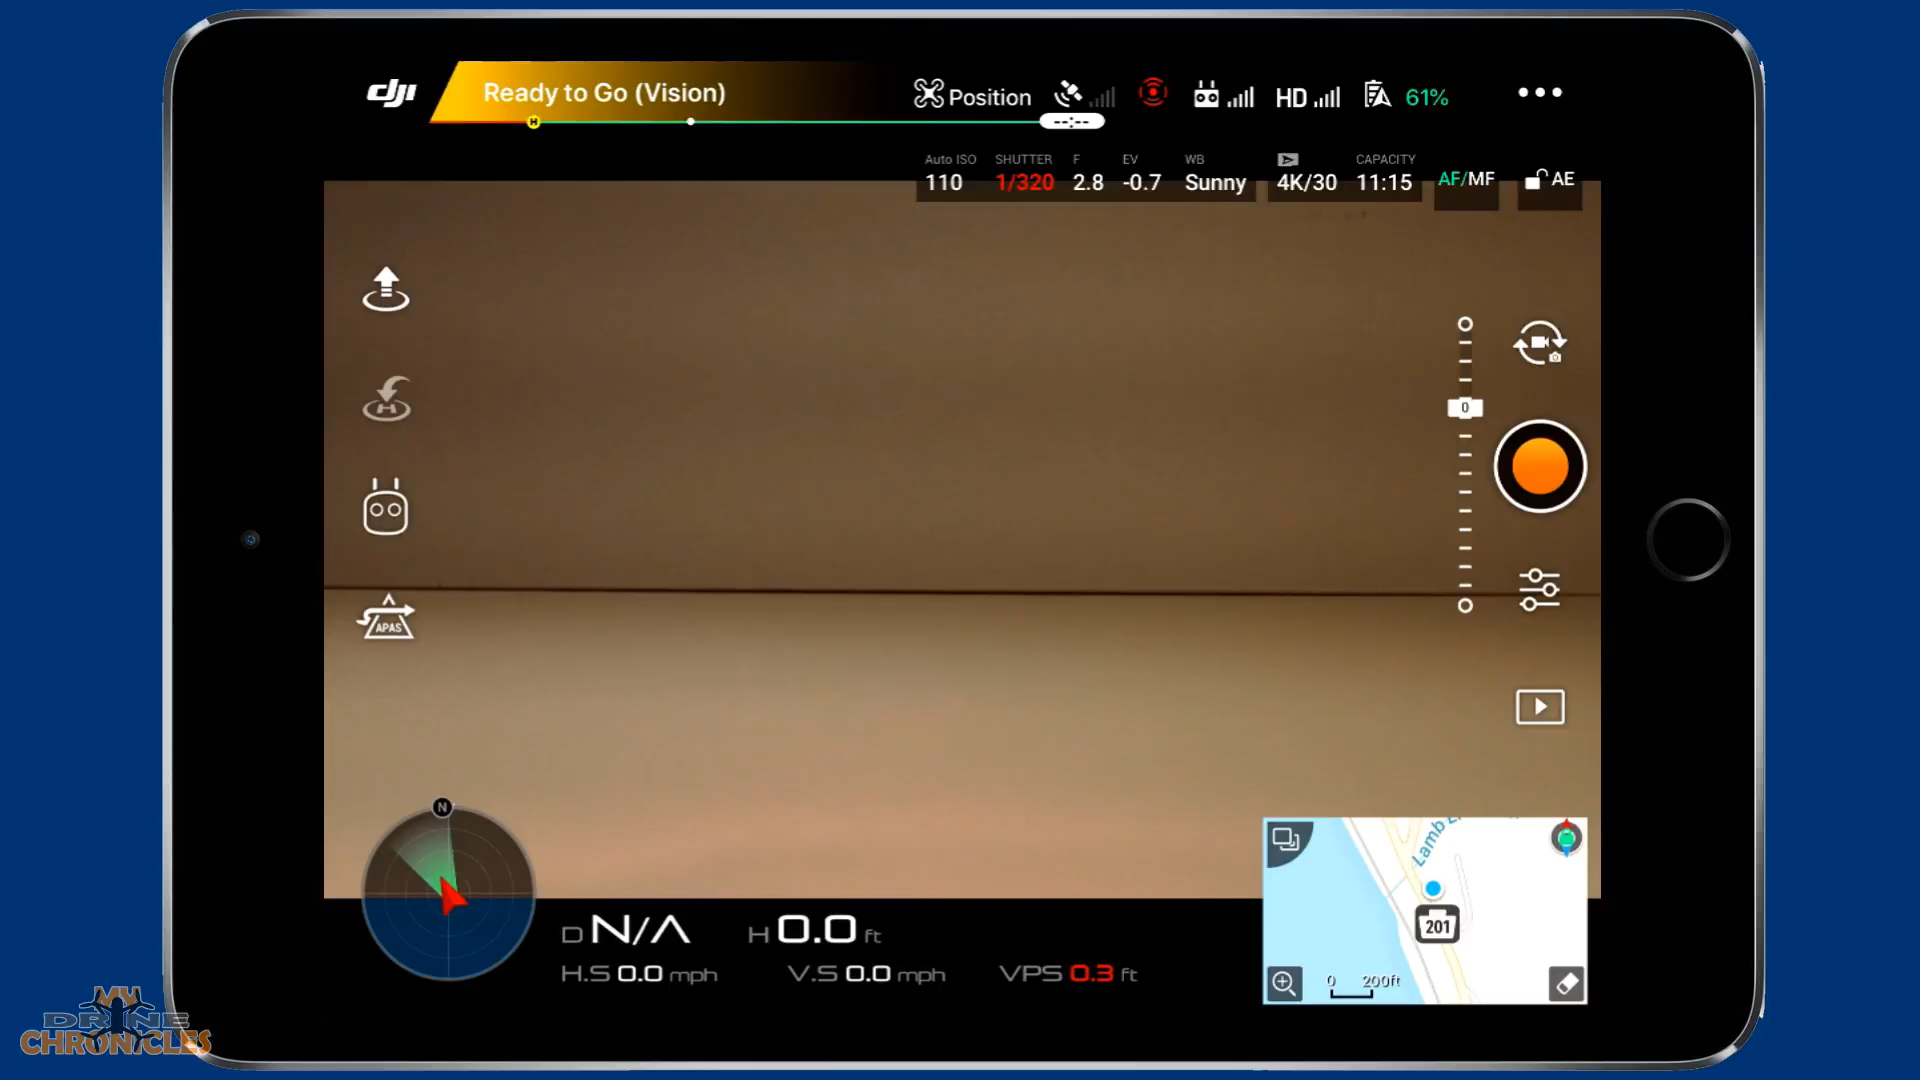 dji
Ready to Go (Vision)
Position
HD
61%
H
--:--
Auto ISO
110
SHUTTER
1/320
F
2.8
EV
-0.7
WB
Sunny
4K/30
CAPACITY
11:15
AF/MF
AE
H
0
APAS
N
D N/A
H 0.0 ft
H.S 0.0 mph
V.S 0.0 mph
VPS 0.3 ft
Lamb
201
0 200ft
MY
DRONE
CHRONICLES